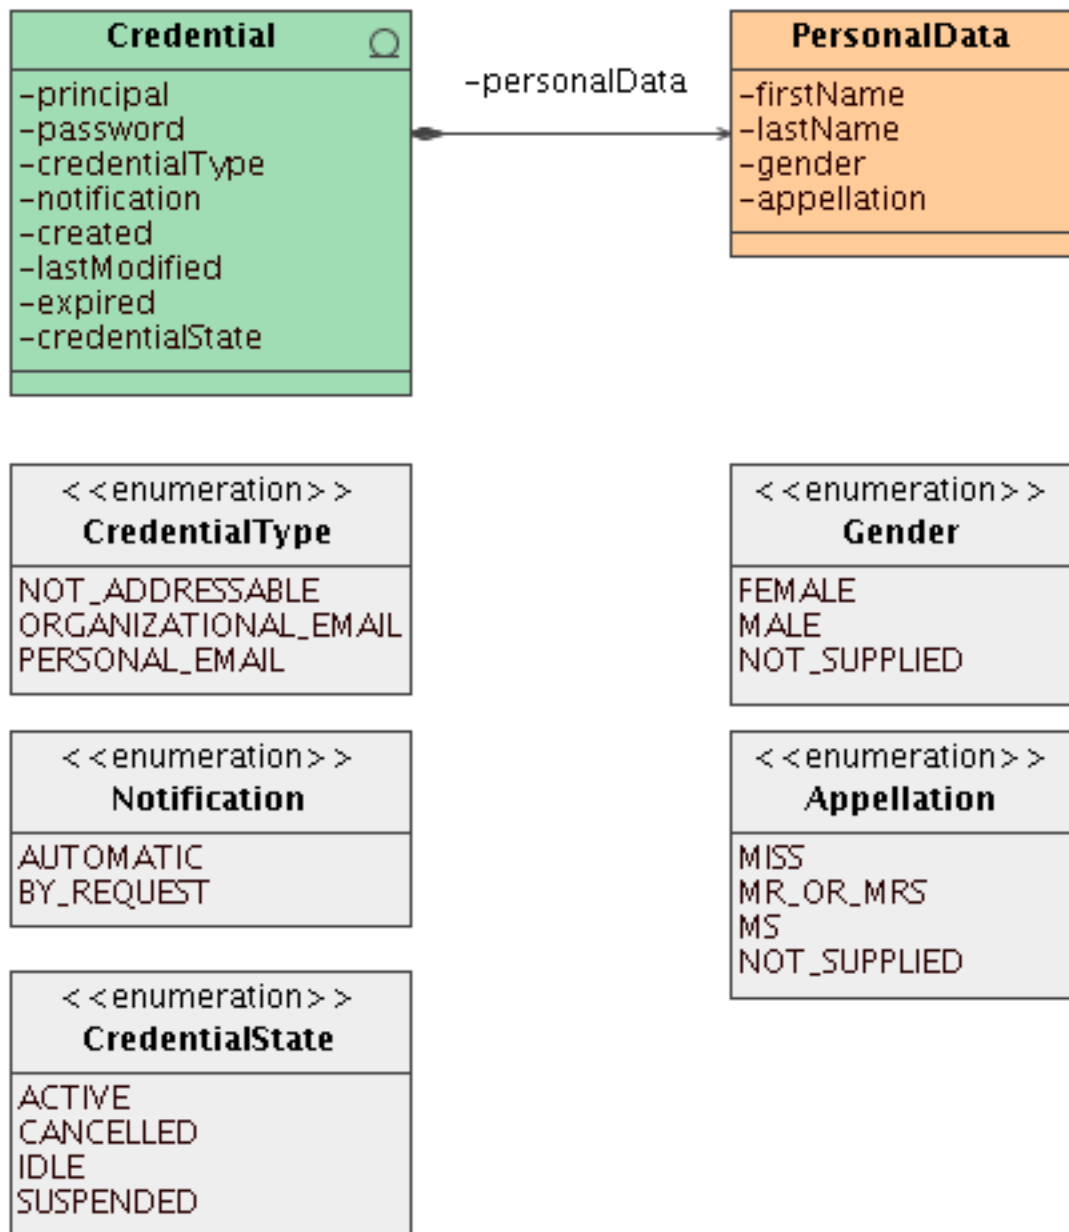 Credential
-principal
-password
-credentialType
-notification
-created
-lastModified
-expired
-credentialState
-personalData
PersonalData
-firstName
-lastName
-gender
-appellation
<<enumeration>>
CredentialType
NOT_ADDRESSABLE
ORGANIZATIONAL_EMAIL
PERSONAL_EMAIL
<<enumeration>>
Gender
FEMALE
MALE
NOT_SUPPLIED
<<enumeration>>
Notification
AUTOMATIC
BY_REQUEST
<<enumeration>>
Appellation
MISS
MR_OR_MRS
MS
NOT_SUPPLIED
<<enumeration>>
CredentialState
ACTIVE
CANCELLED
IDLE
SUSPENDED